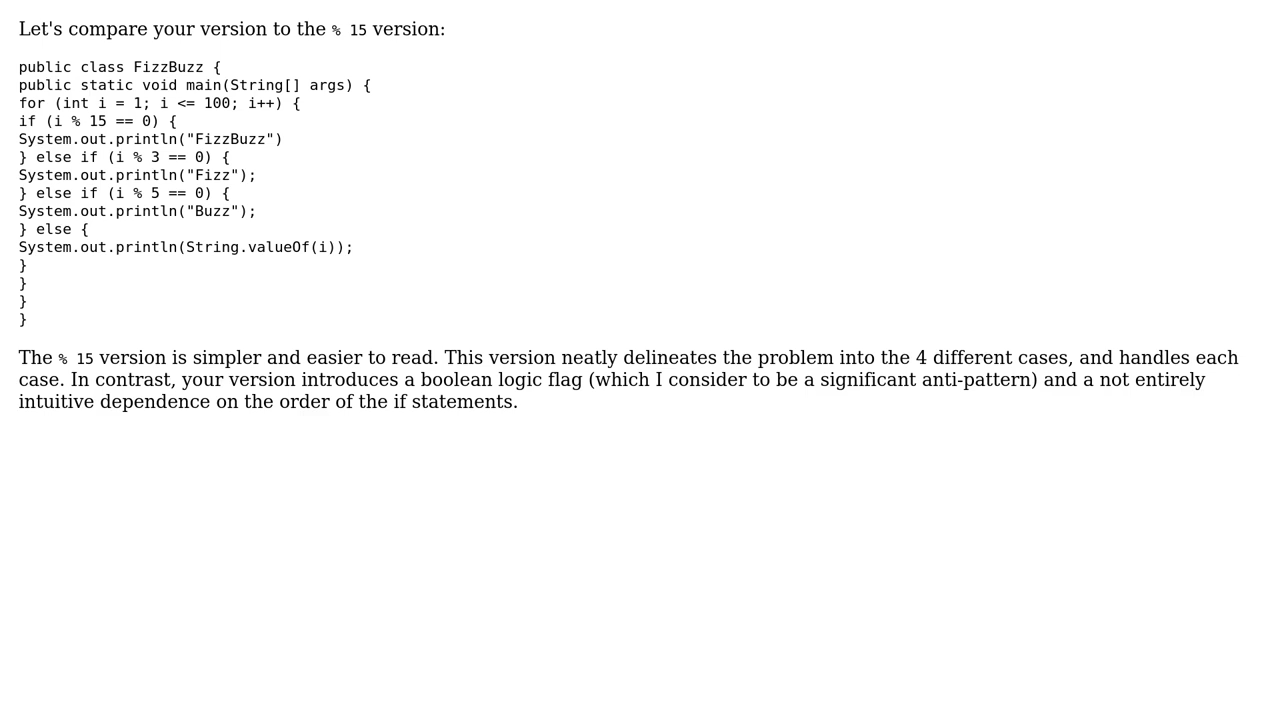 Let's compare your version to the % 15 version:
public class FizzBuzz {
public static void main(String[] args) {
for (int i = 1; i <= 100; i++) {
if (i % 15 == 0) {
System.out.println("FizzBuzz")
} else if (i % 3 == 0) {
System.out.println("Fizz");
} else if (i % 5 == 0) {
System.out.println("Buzz");
} else {
System.out.println(String.valueOf(i));
}
}
}
}
The % 15 version is simpler and easier to read. This version neatly delineates the problem into the 4 different cases, and handles each
case. In contrast, your version introduces a boolean logic flag (which I consider to be a significant anti-pattern) and a not entirely
intuitive dependence on the order of the if statements.